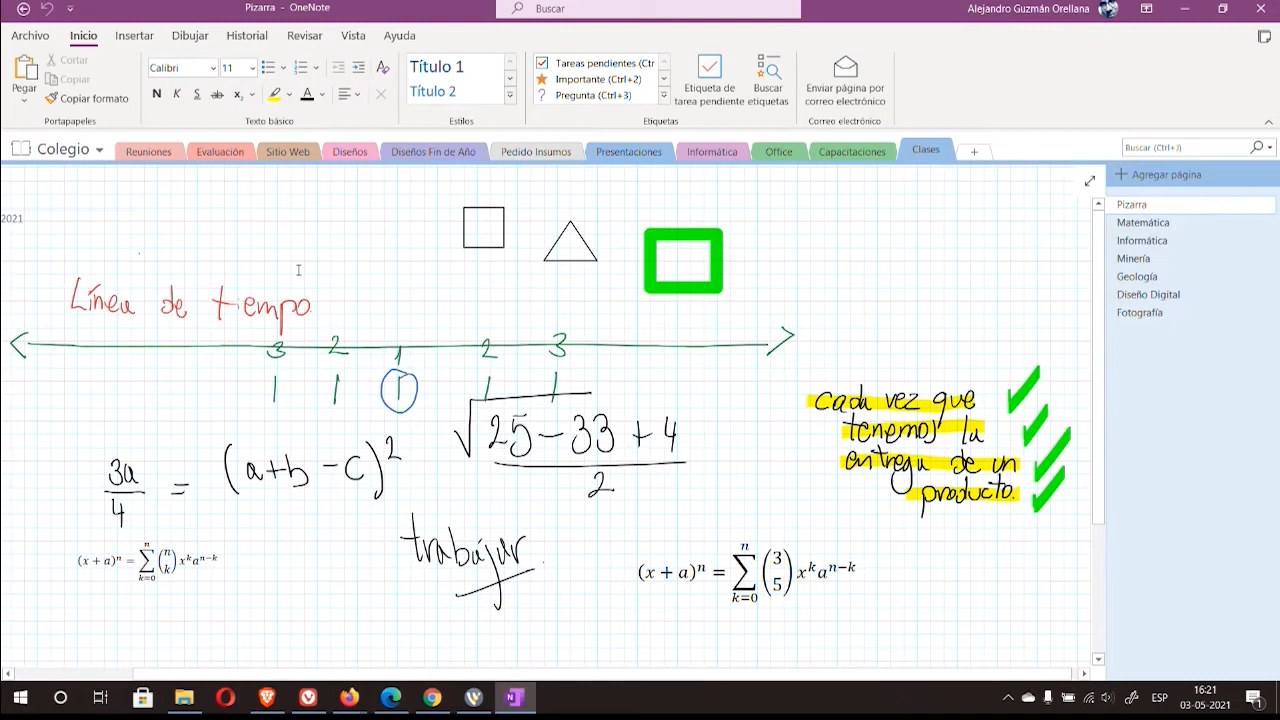 Pizarra - OneNote
Buscar
Alejandro Guzmán Orellana
Archivo Inicio Insertar Dibujar Historial Revisar Vista Ayuda
Pegar
Cortar
Copiar
Copiar formato
Portapapeles
Calibri 11
N K S ab x₂ A
Texto básico
Título 1
Título 2
Estilos
Tareas pendientes (Ctr
Importante (Ctrl+2)
Pregunta (Ctrl+3)
Etiqueta de
tarea pendiente
Buscar
etiquetas
Etiquetas
Enviar página por
correo electrónico
Correo electrónico
Colegio
Reuniones Evaluación Sitio Web Diseños Diseños Fin de Año Pedido Insumos Presentaciones Informática Office Capacitaciones Clases +
Buscar (Ctrl+J)
Agregar página
Pizarra
Matemática
Informática
Minería
Geología
Diseño Digital
Fotografía
2021
Línea de tiempo
3 2 1 2 3
cada vez que
tenemos la
entrega de un
producto.
3a/4 = (a+b-c)²
√25-33+4
2
trabajar
(x + a)ⁿ = ∑ₖ₌₀ⁿ (n k) xᵏaⁿ⁻ᵏ
(x + a)ⁿ = ∑ₖ₌₀ⁿ (3 5) xᵏaⁿ⁻ᵏ
ESP
16:21
03-05-2021
1